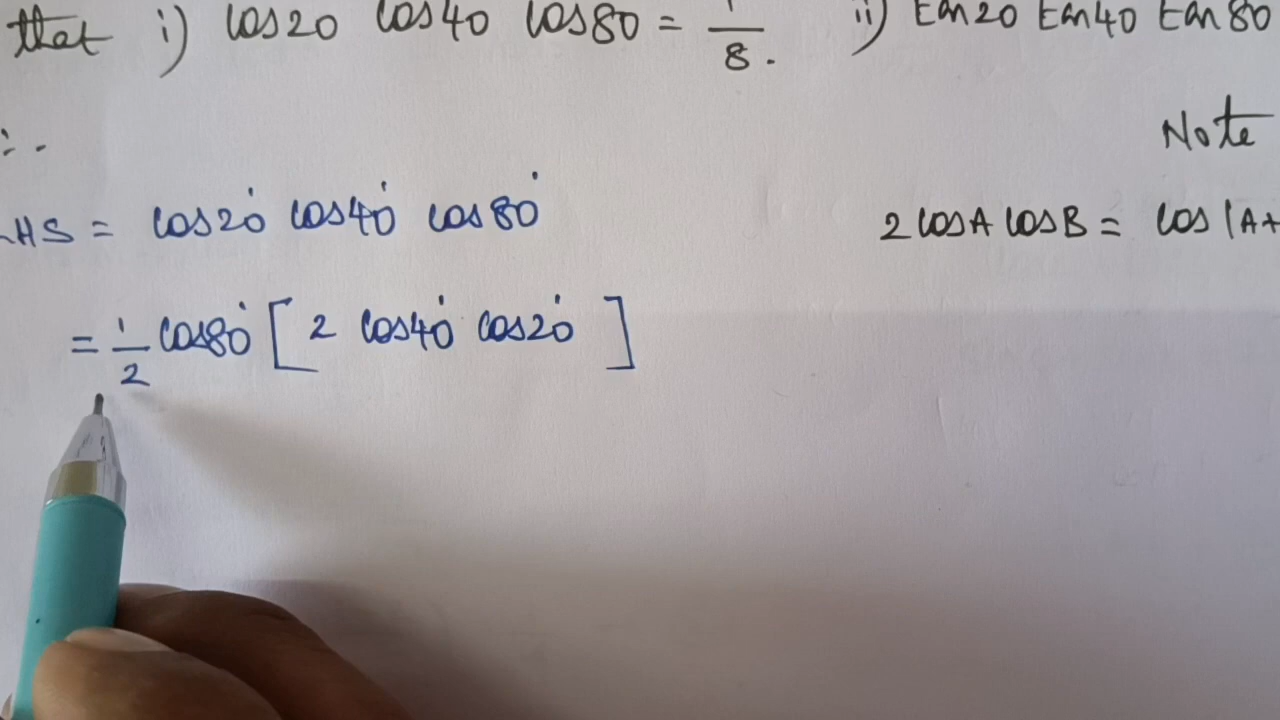 that i) cos20 cos40 cos80 = 1/8. ii) tan20 tan40 tan80
:-
Note
LHS = cos20° cos40° cos80°
2 cosA cosB = cos(A+
= 1/2 cos80° [ 2 cos40° cos20° ]